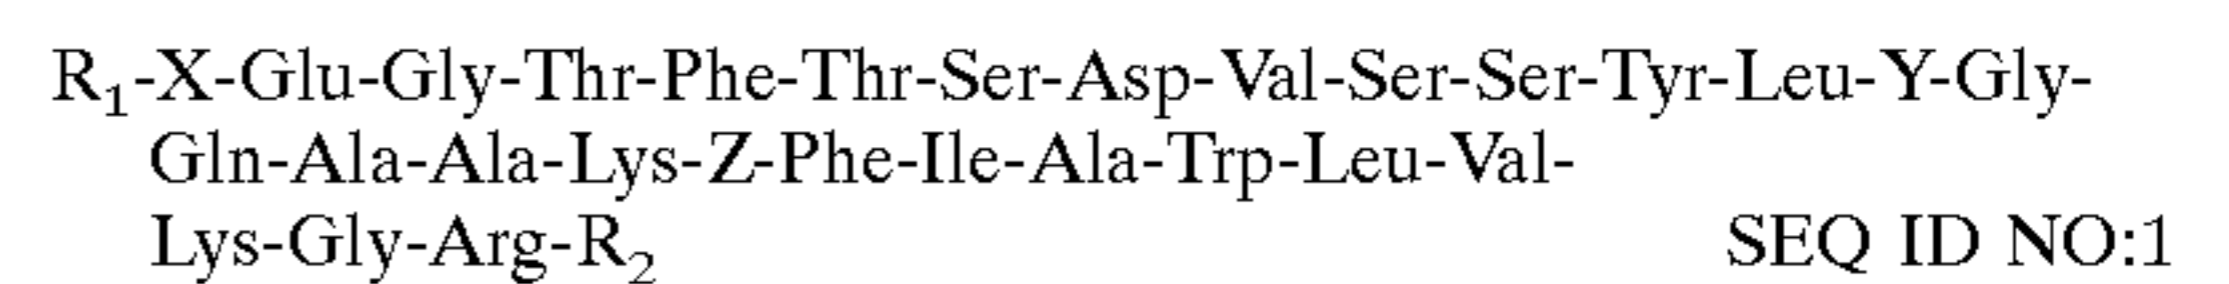 R₁-X-Glu-Gly-Thr-Phe-Thr-Ser-Asp-Val-Ser-Ser-Tyr-Leu-Y-Gly-
Gln-Ala-Ala-Lys-Z-Phe-Ile-Ala-Trp-Leu-Val-
Lys-Gly-Arg-R₂ SEQ ID NO:1